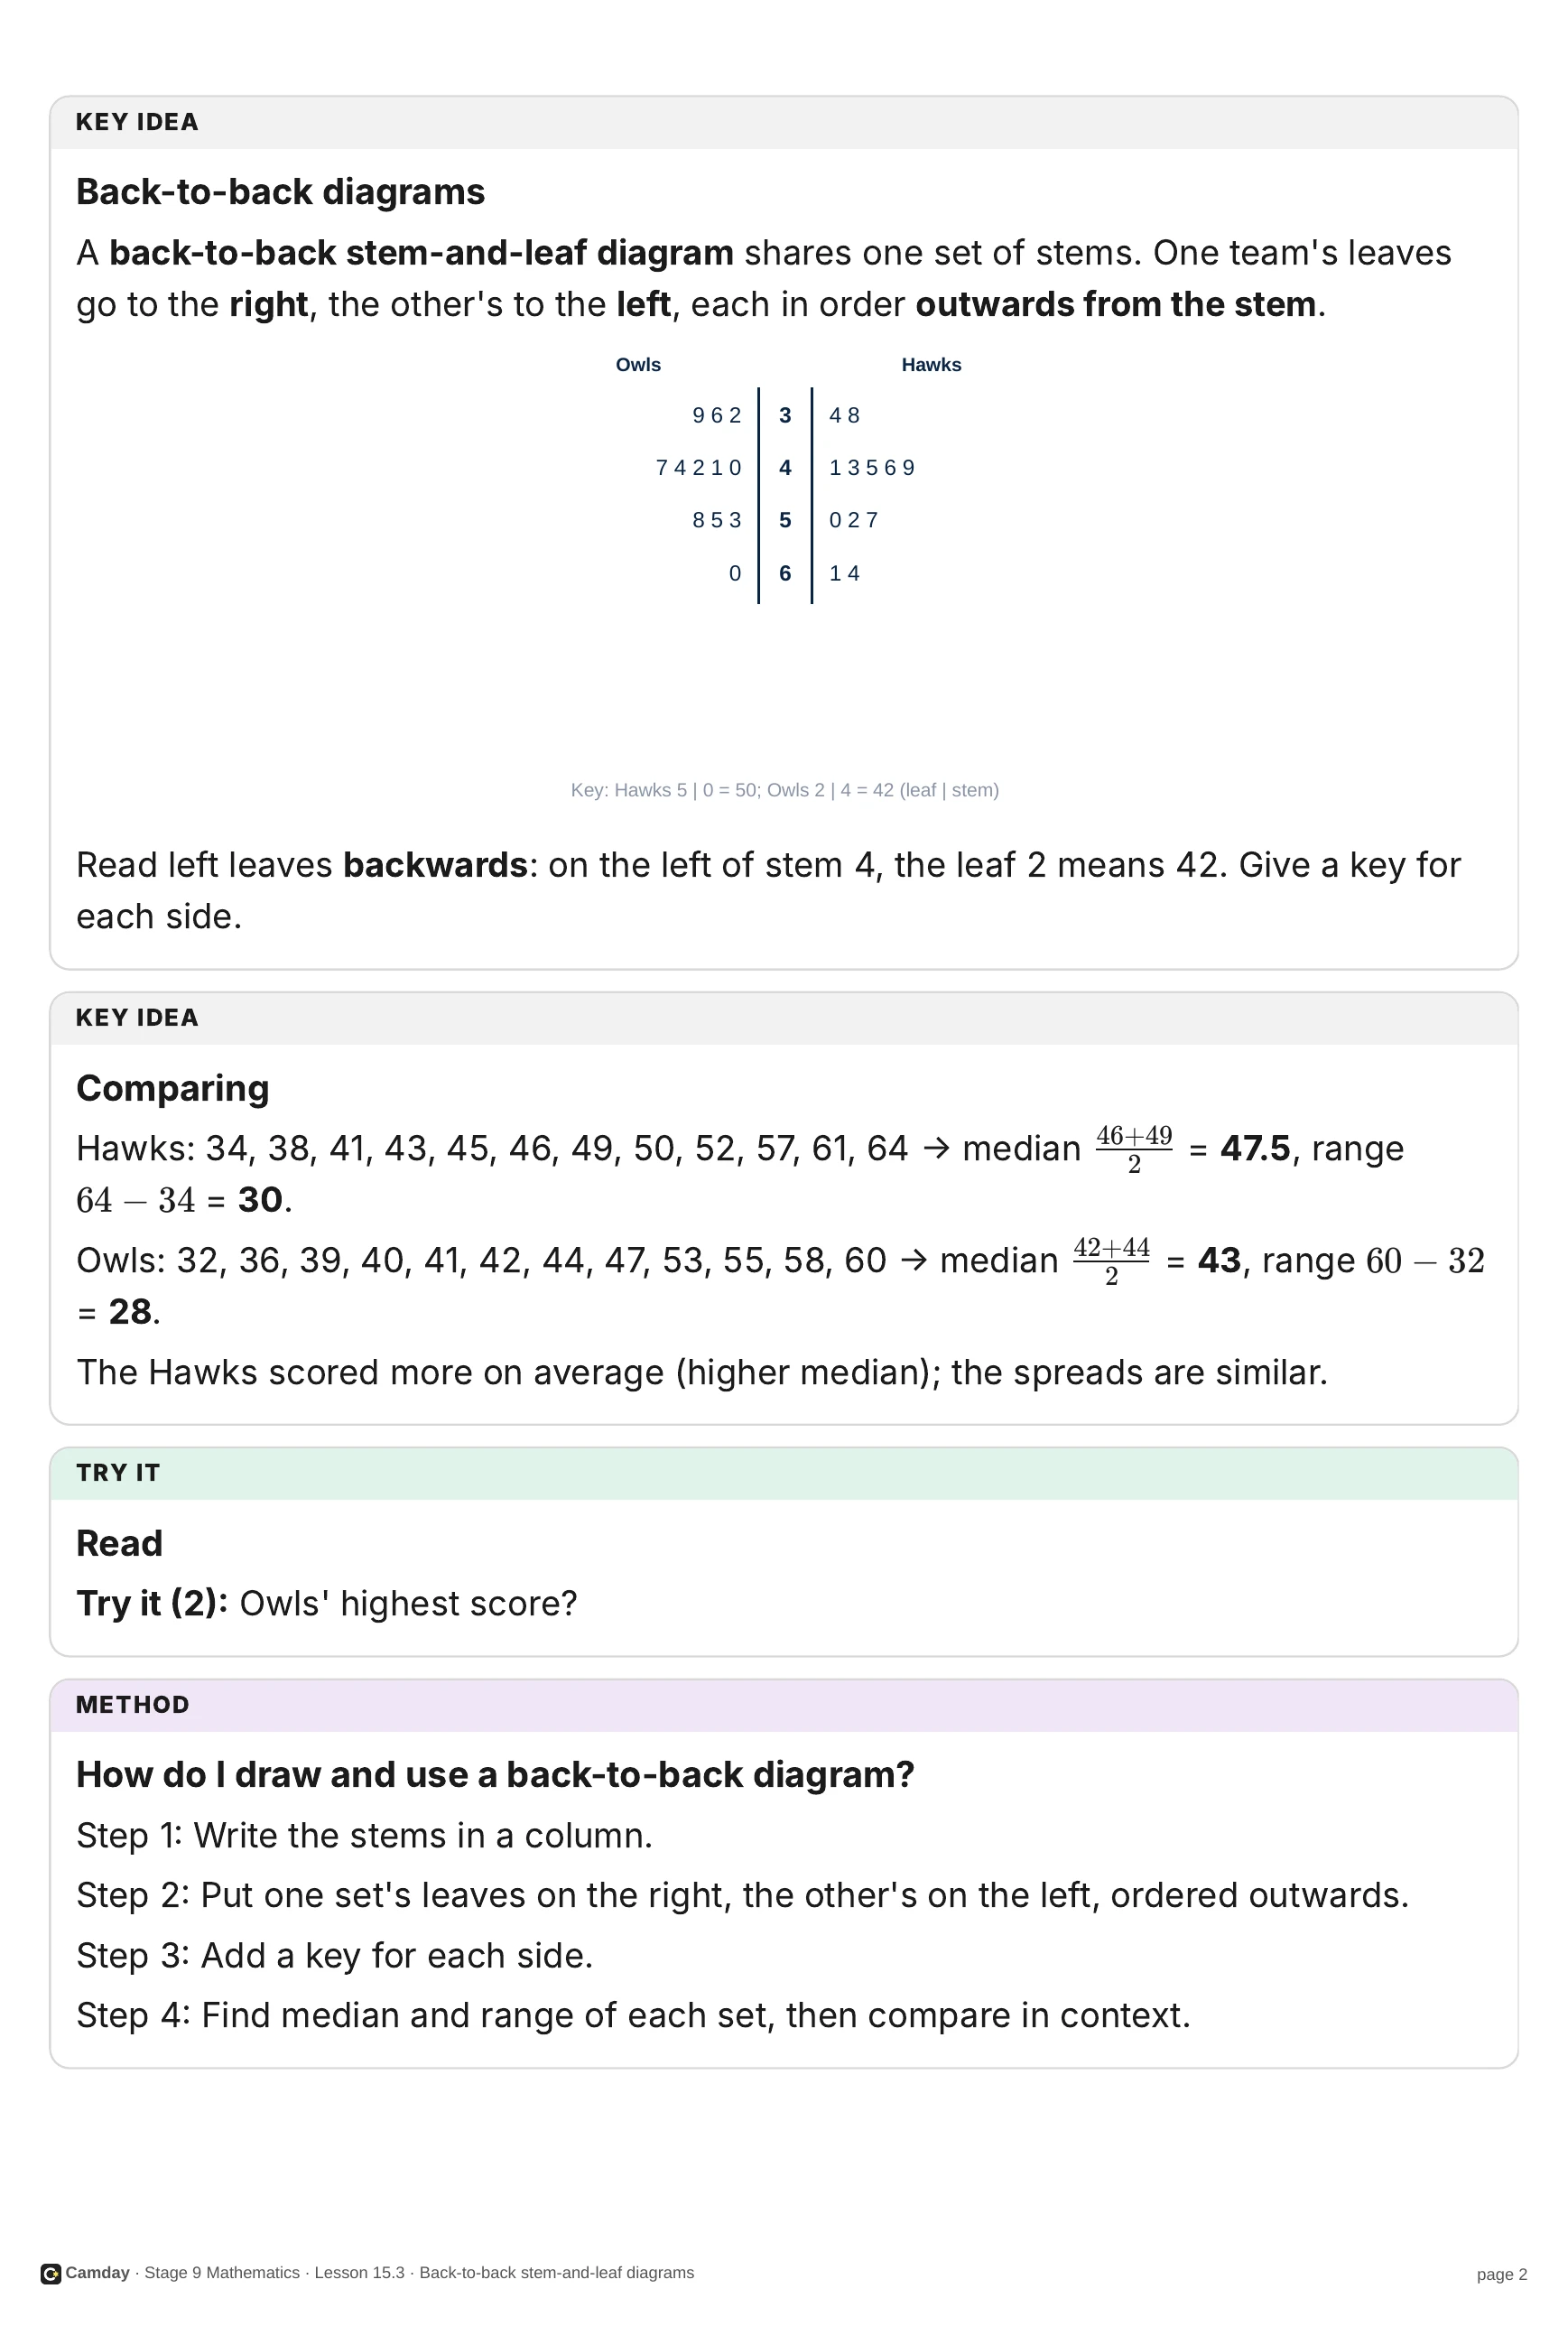 KEY IDEA
Back-to-back diagrams
A back-to-back stem-and-leaf diagram shares one set of stems. One team's leaves
go to the right, the other's to the left, each in order outwards from the stem.
Owls Hawks
9 6 2 3 4 8
7 4 2 1 0 4 1 3 5 6 9
8 5 3 5 0 2 7
0 6 1 4
Key: Hawks 5 | 0 = 50; Owls 2 | 4 = 42 (leaf | stem)
Read left leaves backwards: on the left of stem 4, the leaf 2 means 42. Give a key for
each side.
KEY IDEA
Comparing
Hawks: 34, 38, 41, 43, 45, 46, 49, 50, 52, 57, 61, 64 → median \frac{46+49}{2} = 47.5, range
64 − 34 = 30.
Owls: 32, 36, 39, 40, 41, 42, 44, 47, 53, 55, 58, 60 → median \frac{42+44}{2} = 43, range 60 − 32
= 28.
The Hawks scored more on average (higher median); the spreads are similar.
TRY IT
Read
Try it (2): Owls' highest score?
METHOD
How do I draw and use a back-to-back diagram?
Step 1: Write the stems in a column.
Step 2: Put one set's leaves on the right, the other's on the left, ordered outwards.
Step 3: Add a key for each side.
Step 4: Find median and range of each set, then compare in context.
Camday · Stage 9 Mathematics · Lesson 15.3 · Back-to-back stem-and-leaf diagrams page 2